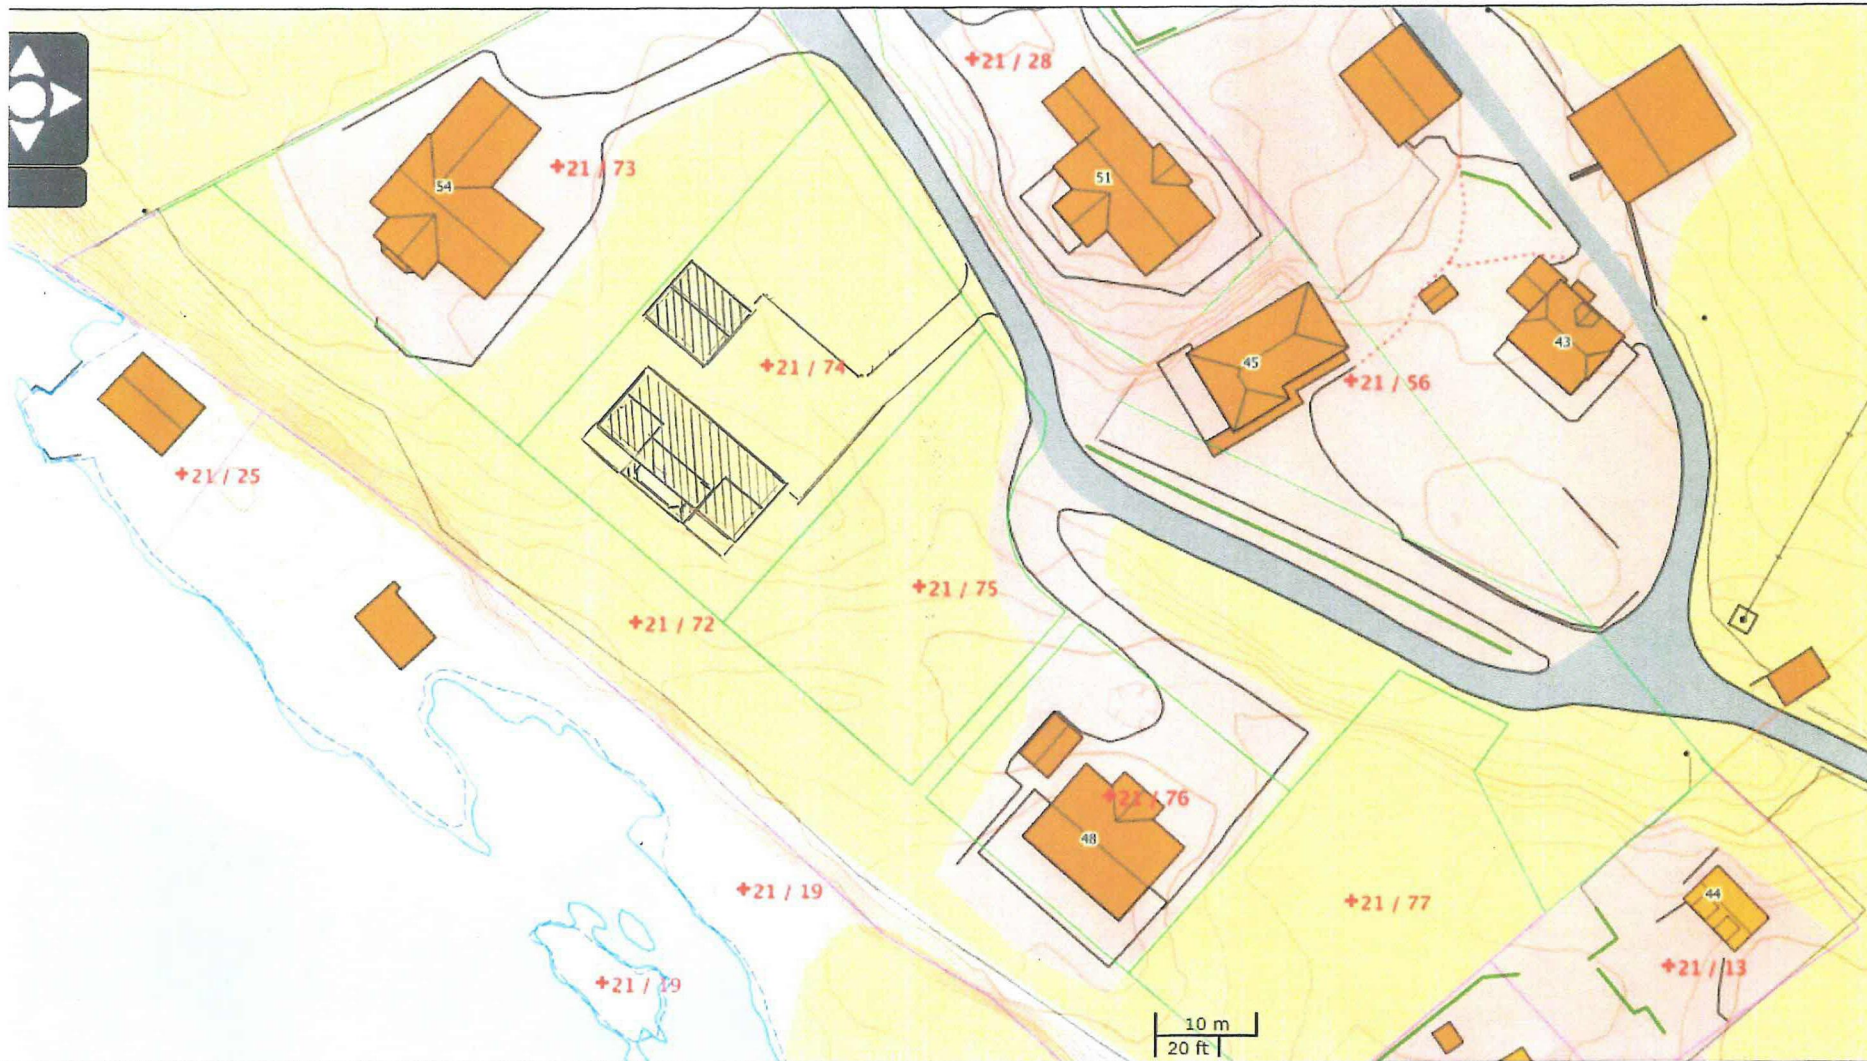 +21 / 28
+21 / 73
54
51
45
43
+21 / 74
+21 / 56
+21 / 25
+21 / 75
+21 / 72
+21 / 76
48
+21 / 19
+21 / 77
44
+21 / 19
+21 / 13
10 m
20 ft